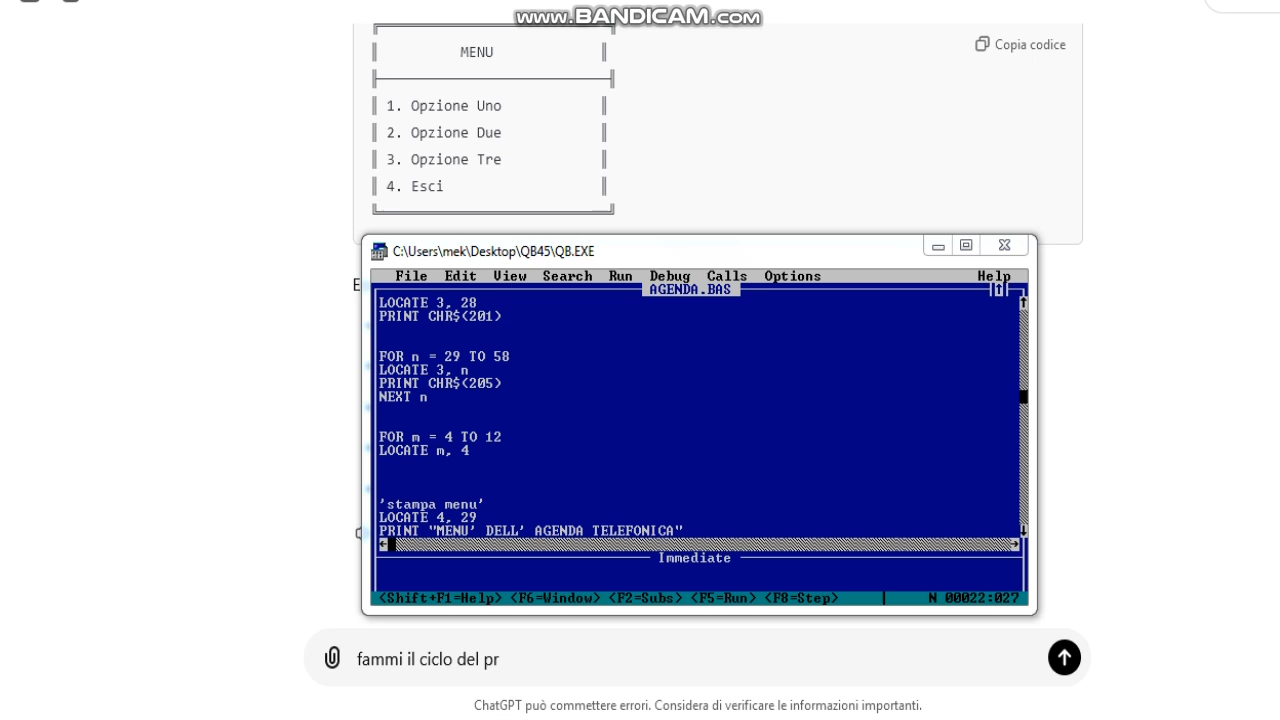 www.BANDICAM.com
MENU
Copia codice
1. Opzione Uno
2. Opzione Due
3. Opzione Tre
4. Esci
E
C:\Users\mek\Desktop\QB45\QB.EXE
File Edit View Search Run Debug Calls Options Help
AGENDA.BAS
LOCATE 3, 28
PRINT CHR$(201)
FOR n = 29 TO 58
LOCATE 3, n
PRINT CHR$(205)
NEXT n
FOR m = 4 TO 12
LOCATE m, 4
'stampa menu'
LOCATE 4, 29
PRINT "MENU' DELL' AGENDA TELEFONICA"
Immediate
<Shift+F1=Help> <F6=Window> <F2=Subs> <F5=Run> <F8=Step> N 00022:027
fammi il ciclo del pr
ChatGPT può commettere errori. Considera di verificare le informazioni importanti.